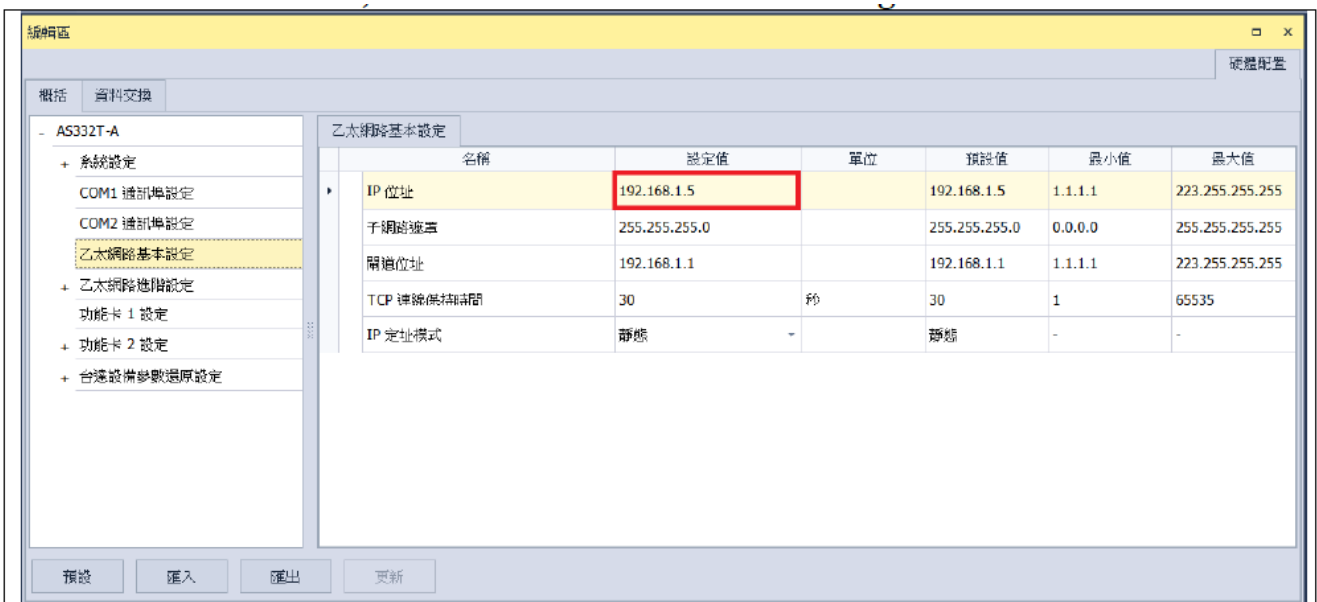 編輯區
硬體配置
概括 資料交換
AS332T-A
系統設定
COM1 通訊埠設定
COM2 通訊埠設定
乙太網路基本設定
乙太網路進階設定
功能卡 1 設定
功能卡 2 設定
台達設備參數還原設定
乙太網路基本設定
名稱 設定值 單位 預設值 最小值 最大值
IP 位址 192.168.1.5 192.168.1.5 1.1.1.1 223.255.255.255
子網路遮罩 255.255.255.0 255.255.255.0 0.0.0.0 255.255.255.255
閘道位址 192.168.1.1 192.168.1.1 1.1.1.1 223.255.255.255
TCP 連線保持時間 30 秒 30 1 65535
IP 定址模式 靜態 靜態 - -
預設 匯入 匯出 更新